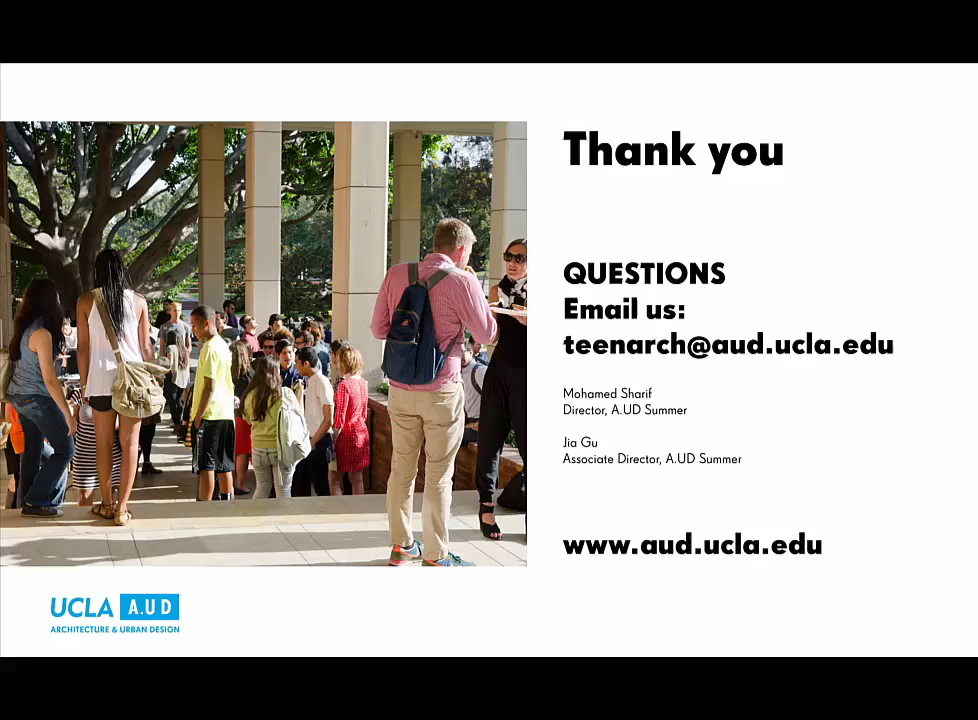 Thank you
QUESTIONS
Email us:
teenarch@aud.ucla.edu
Mohamed Sharif
Director, A.UD Summer
Jia Gu
Associate Director, A.UD Summer
www.aud.ucla.edu
UCLA A.UD
ARCHITECTURE & URBAN DESIGN